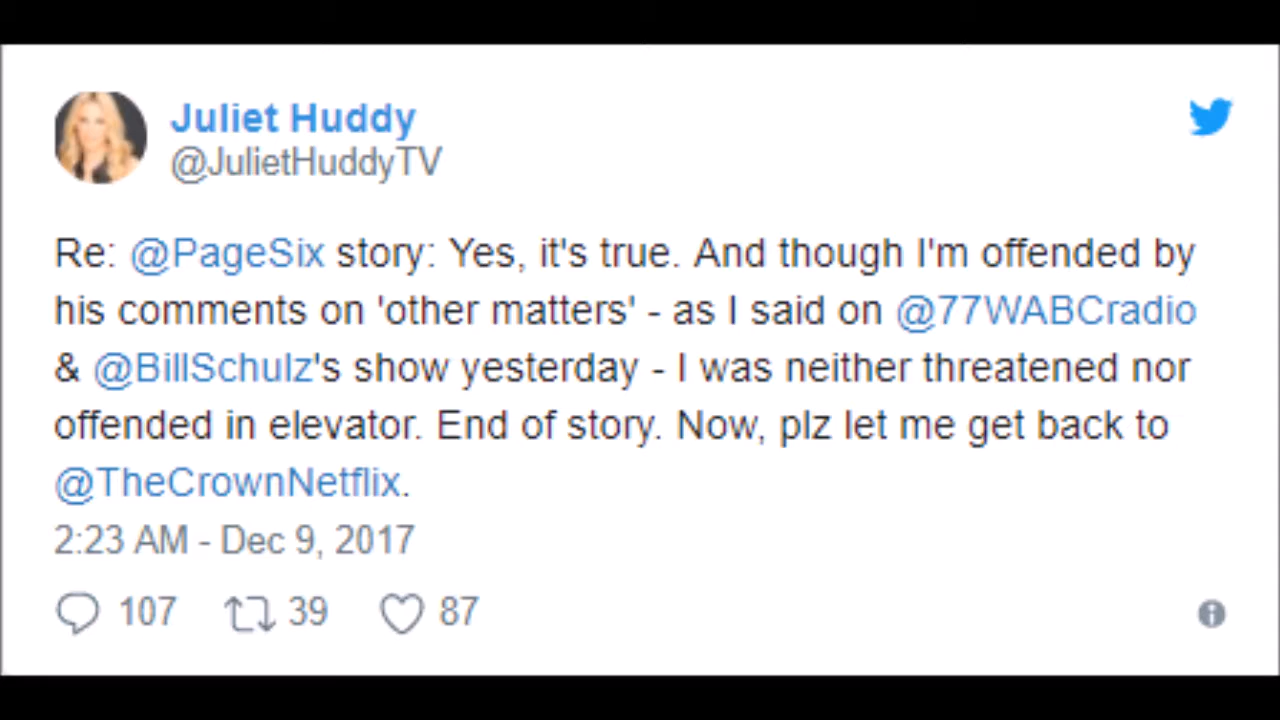 Juliet Huddy
@JulietHuddyTV
Re: @PageSix story: Yes, it's true. And though I'm offended by
his comments on 'other matters' - as I said on @77WABCradio
& @BillSchulz's show yesterday - I was neither threatened nor
offended in elevator. End of story. Now, plz let me get back to
@TheCrownNetflix.
2:23 AM - Dec 9, 2017
107 39 87